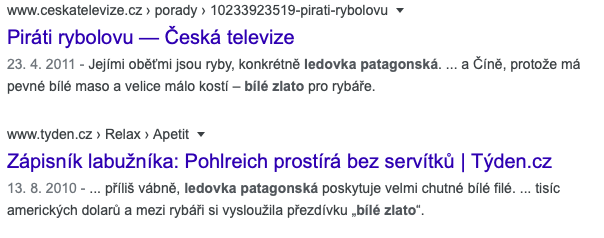 www.ceskatelevize.cz › porady › 10233923519-pirati-rybolovu
Piráti rybolovu — Česká televize
23. 4. 2011 - Jejími oběťmi jsou ryby, konkrétně ledovka patagonská. ... a Číně, protože má
pevné bílé maso a velice málo kostí – bílé zlato pro rybáře.
www.tyden.cz › Relax › Apetit
Zápisník labužníka: Pohlreich prostírá bez servítků | Týden.cz
13. 8. 2010 - ... příliš vábně, ledovka patagonská poskytuje velmi chutné bílé filé. ... tisíc
amerických dolarů a mezi rybáři si vysloužila přezdívku „bílé zlato“.